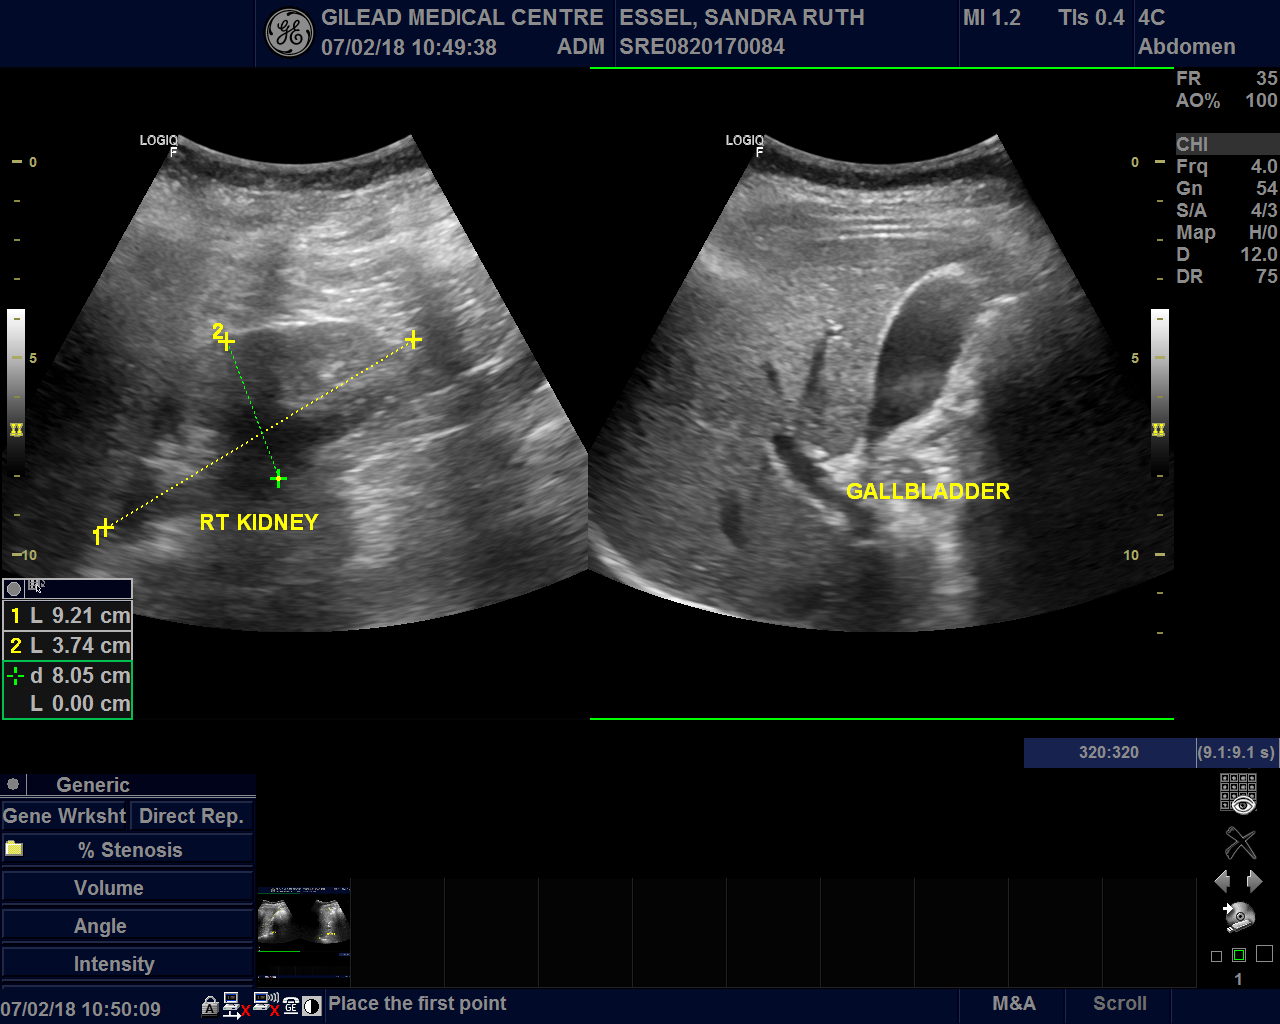 GILEAD MEDICAL CENTRE
07/02/18 10:49:38 ADM
ESSEL, SANDRA RUTH
SRE0820170084
MI 1.2 TIs 0.4
4C
Abdomen
FR 35
AO% 100
CHI
Frq 4.0
Gn 54
S/A 4/3
Map H/0
D 12.0
DR 75
LOGIQ
F
0
5
10
2
1
RT KIDNEY
LOGIQ
F
0
5
10
GALLBLADDER
1 L 9.21 cm
2 L 3.74 cm
d 8.05 cm
L 0.00 cm
320:320 (9.1:9.1 s)
Generic
Gene Wrksht Direct Rep.
% Stenosis
Volume
Angle
Intensity
1
07/02/18 10:50:09
Place the first point
M&A
Scroll